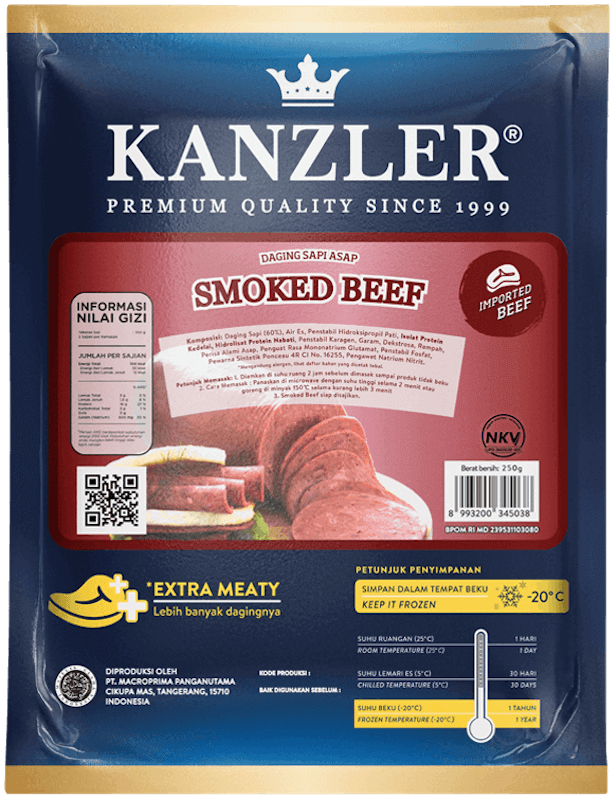 KANZLER®
PREMIUM QUALITY SINCE 1999
DAGING SAPI ASAP
SMOKED BEEF
IMPORTED
BEEF
INFORMASI
NILAI GIZI
JUMLAH PER SAJIAN
Komposisi: Daging Sapi (60%), Air Es, Penstabil Hidroksipropil Pati, Isolat Protein
Kedelai, Hidrolisat Protein Nabati, Penstabil Karagen, Garam, Dekstrosa, Rempah,
Perisa Alami Asap, Penguat Rasa Mononatrium Glutamat, Penstabil Fosfat,
Pewarna Sintetik Ponceau 4R CI No. 16255, Pengawet Natrium Nitrit.
*Mengandung alergen, lihat daftar bahan yang dicetak tebal.
Petunjuk Memasak: 1. Diamkan di suhu ruang 2 jam sebelum dimasak sampai produk tidak beku
2. Cara Memasak : Panaskan di microwave dengan suhu tinggi selama 2 menit atau
goreng di minyak 150°C selama kurang lebih 3 menit
3. Smoked Beef siap disajikan.
NKV
Berat bersih: 250g
8 993200 345038
BPOM RI MD 239531103080
*EXTRA MEATY
Lebih banyak dagingnya
PETUNJUK PENYIMPANAN
SIMPAN DALAM TEMPAT BEKU
KEEP IT FROZEN
-20°C
SUHU RUANGAN (25°C) 1 HARI
ROOM TEMPERATURE (25°C) 1 DAY
SUHU LEMARI ES (5°C) 30 HARI
CHILLED TEMPERATURE (5°C) 30 DAYS
SUHU BEKU (-20°C) 1 TAHUN
FROZEN TEMPERATURE (-20°C) 1 YEAR
DIPRODUKSI OLEH
PT. MACROPRIMA PANGANUTAMA
CIKUPA MAS, TANGERANG, 15710
INDONESIA
KODE PRODUKSI :
BAIK DIGUNAKAN SEBELUM :